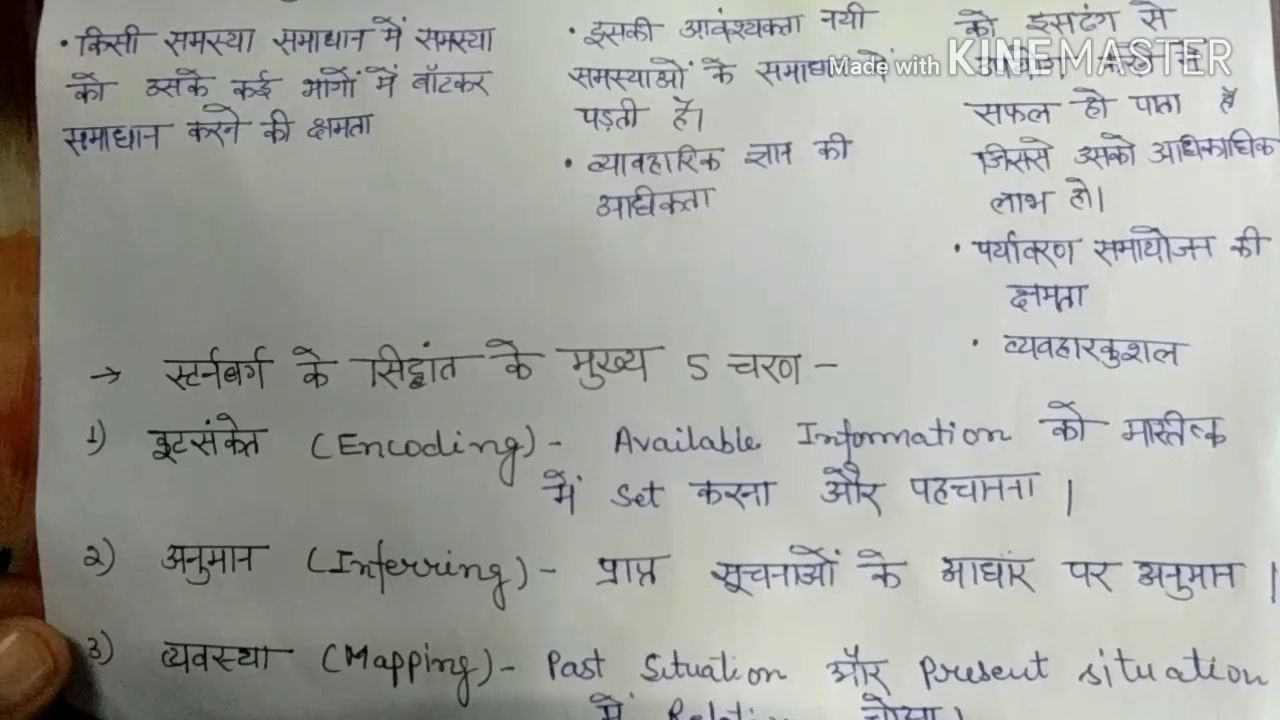 • किसी समस्या समाधान में समस्या
को उसके कई भागों में बाँटकर
समाधान करने की क्षमता
• इसकी आवश्यकता नयी
समस्याओं के समाधान में
पड़ती है।
• व्यावहारिक ज्ञान की
अधिकता
को इस ढंग से
सफल हो पाता है
जिससे उसको अधिकाधिक
लाभ हो।
• पर्यावरण समायोजन की
क्षमता
• व्यवहारकुशल
Made with KINEMASTER
→ स्टर्नबर्ग के सिद्धांत के मुख्य 5 चरण –
1) कूटसंकेत (Encoding) – Available Information को मस्तिष्क
में Set करना और पहचानना।
2) अनुमान (Inferring) – प्राप्त सूचनाओं के आधार पर अनुमान।
3) व्यवस्था (Mapping) – Past Situation और Present situation
में